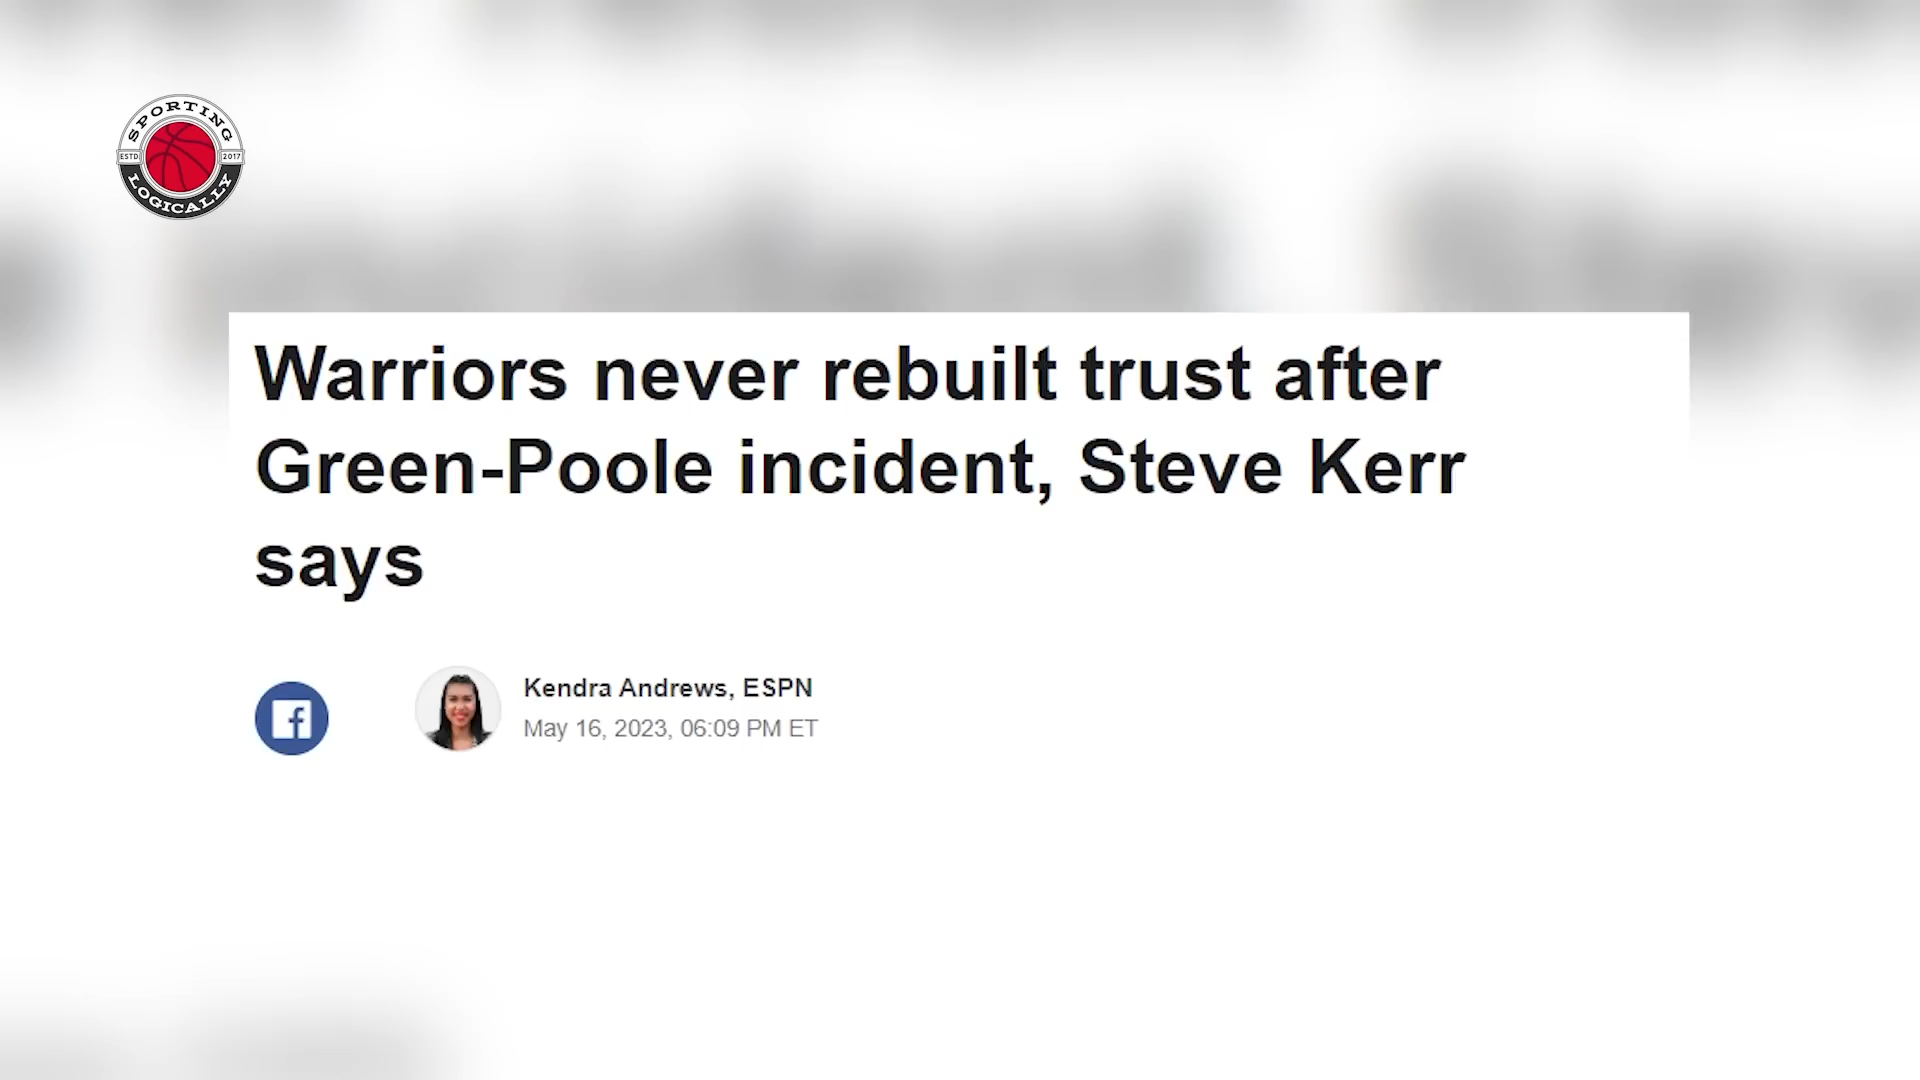 SPORTING
ESTD 2017
LOGICALLY
Warriors never rebuilt trust after
Green-Poole incident, Steve Kerr
says
Kendra Andrews, ESPN
May 16, 2023, 06:09 PM ET